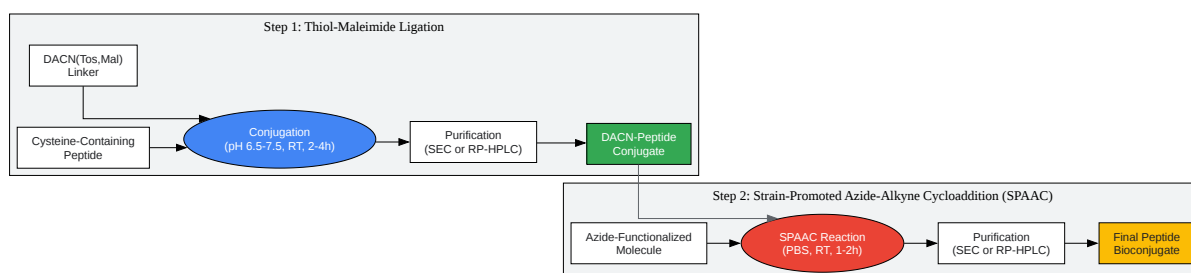 Step 1: Thiol-Maleimide Ligation
DACN(Tos,Mal)
Linker
Cysteine-Containing
Peptide
Conjugation
(pH 6.5-7.5, RT, 2-4h)
Purification
(SEC or RP-HPLC)
DACN-Peptide
Conjugate
Step 2: Strain-Promoted Azide-Alkyne Cycloaddition (SPAAC)
Azide-Functionalized
Molecule
SPAAC Reaction
(PBS, RT, 1-2h)
Purification
(SEC or RP-HPLC)
Final Peptide
Bioconjugate